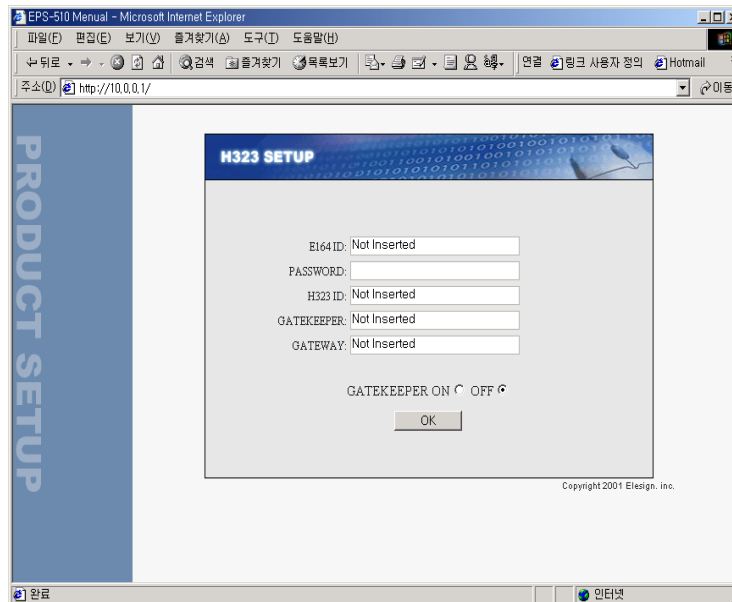 EPS-510 Menual - Microsoft Internet Explorer
파일(F) 편집(E) 보기(V) 즐겨찾기(A) 도구(T) 도움말(H)
뒤로 검색 즐겨찾기 목록보기 연결 링크 사용자 정의 Hotmail
주소(D) http://10,0,0,1/ 이동
PRODUCT SETUP
H323 SETUP
E164 ID: Not Inserted
PASSWORD:
H323 ID: Not Inserted
GATEKEEPER: Not Inserted
GATEWAY: Not Inserted
GATEKEEPER ON OFF
OK
Copyright 2001 Elesign. inc.
완료 인터넷